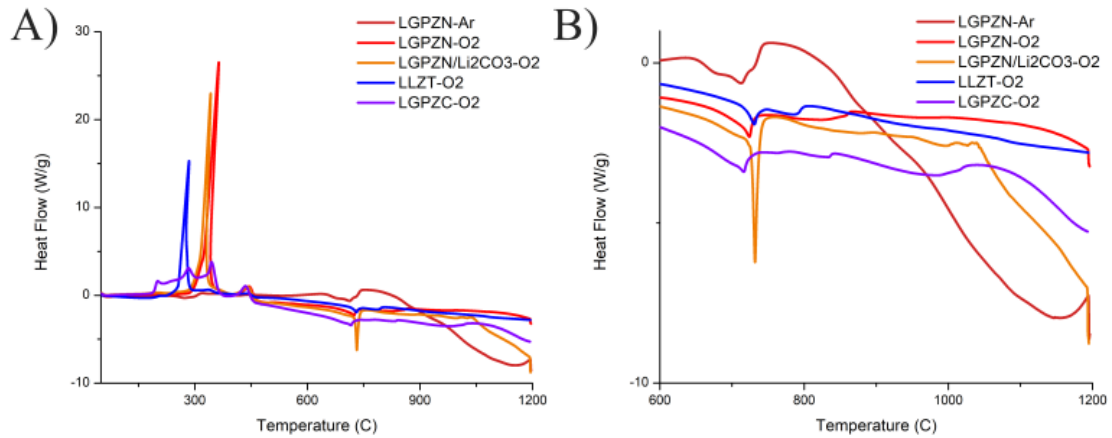 A)
LGPZN-Ar
LGPZN-O2
LGPZN/Li2CO3-O2
LLZT-O2
LGPZC-O2
Heat Flow (W/g)
30
20
10
0
-10
300
600
900
1200
Temperature (C)
B)
LGPZN-Ar
LGPZN-O2
LGPZN/Li2CO3-O2
LLZT-O2
LGPZC-O2
Heat Flow (W/g)
0
-5
-10
600
800
1000
1200
Temperature (C)